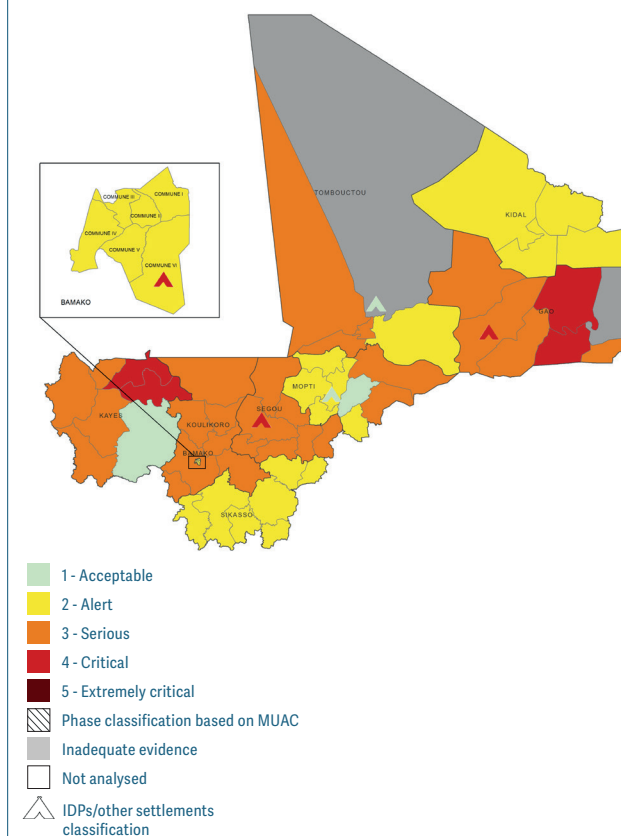 TOMBOUCTOU
KIDAL
COMMUNE III
COMMUNE I
COMMUNE II
COMMUNE IV
COMMUNE V
COMMUNE VI
BAMAKO
GAO
MOPTI
SEGOU
KAYES
KOULIKORO
BAMAKO
SIKASSO
1 - Acceptable
2 - Alert
3 - Serious
4 - Critical
5 - Extremely critical
Phase classification based on MUAC
Inadequate evidence
Not analysed
IDPs/other settlements
classification